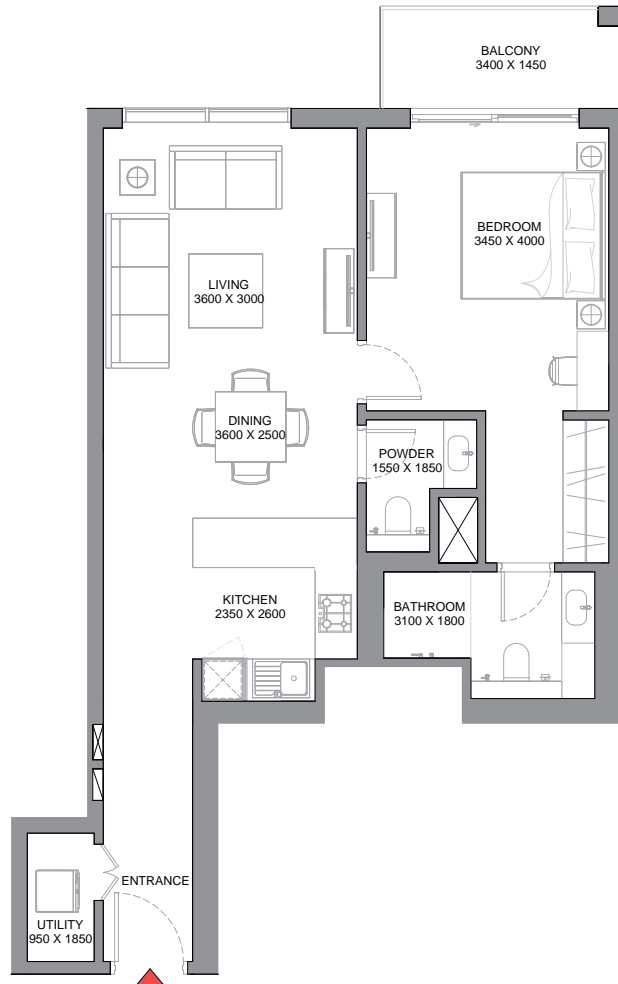 BALCONY
3400 X 1450
BEDROOM
3450 X 4000
LIVING
3600 X 3000
DINING
3600 X 2500
POWDER
1550 X 1850
KITCHEN
2350 X 2600
BATHROOM
3100 X 1800
ENTRANCE
UTILITY
950 X 1850